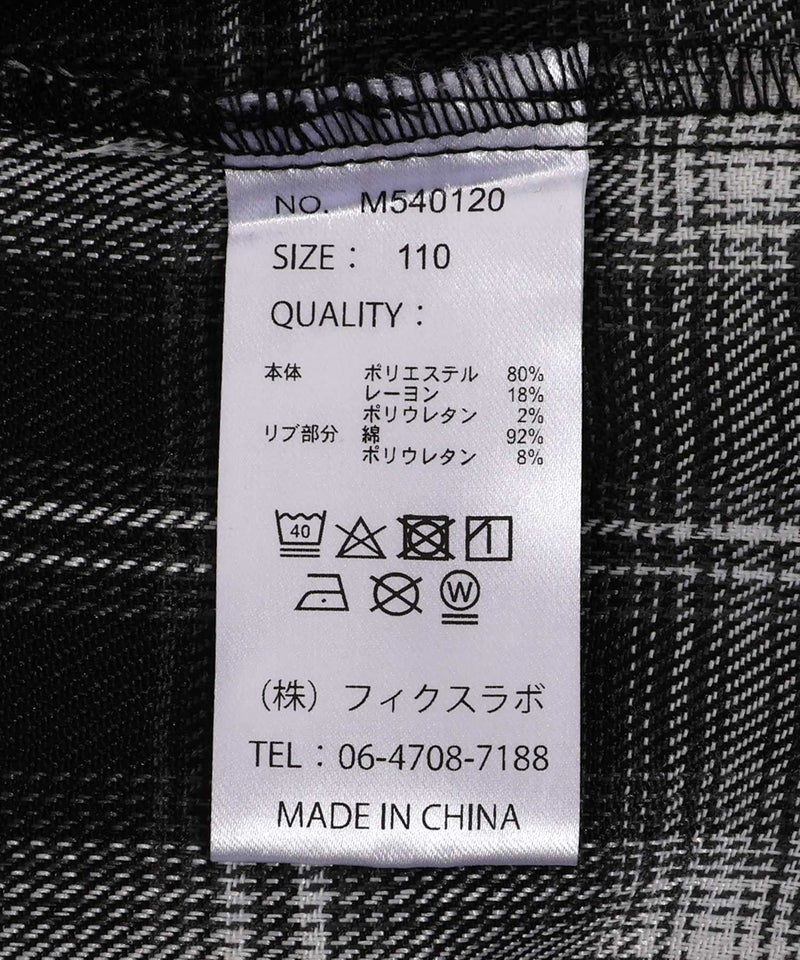 NO. M540120
SIZE： 110
QUALITY：
本体 ポリエステル 80%
レーヨン 18%
ポリウレタン 2%
リブ部分 綿 92%
ポリウレタン 8%
40
W
（株）フィクスラボ
TEL：06-4708-7188
MADE IN CHINA